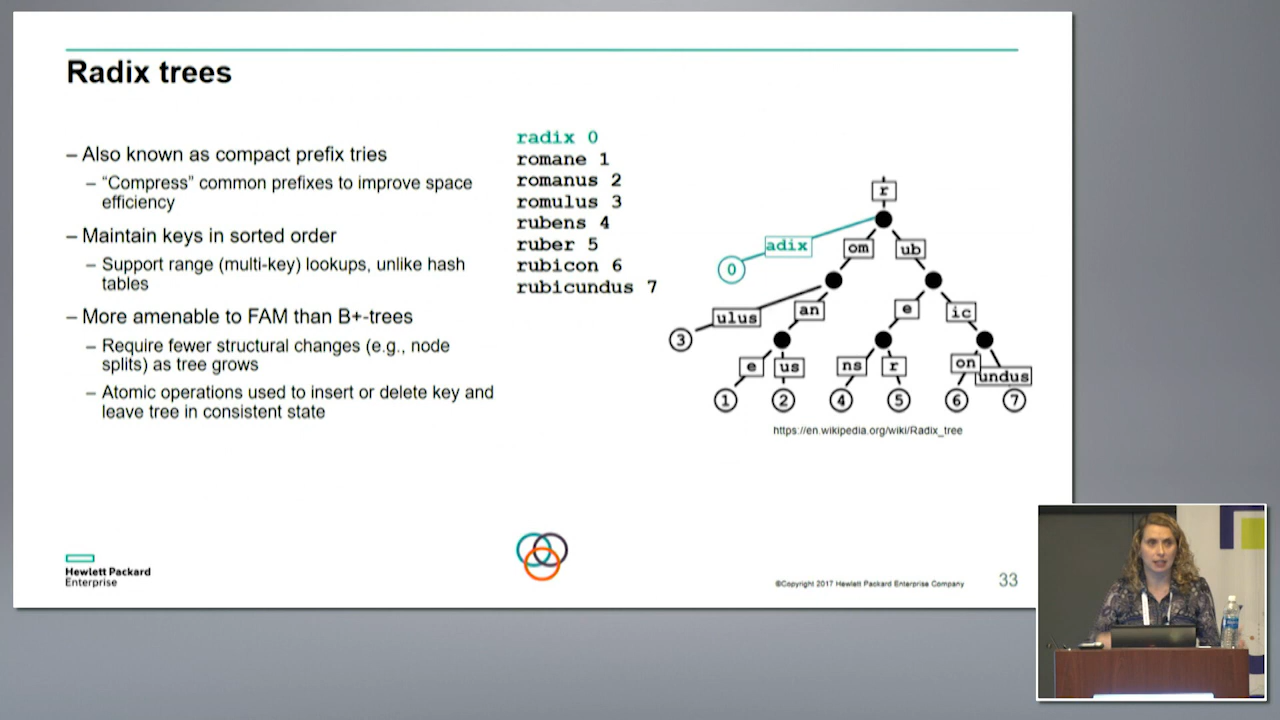 Radix trees
– Also known as compact prefix tries
– “Compress” common prefixes to improve space
efficiency
– Maintain keys in sorted order
– Support range (multi-key) lookups, unlike hash
tables
– More amenable to FAM than B+-trees
– Require fewer structural changes (e.g., node
splits) as tree grows
– Atomic operations used to insert or delete key and
leave tree in consistent state
radix 0
romane 1
romanus 2
romulus 3
rubens 4
ruber 5
rubicon 6
rubicundus 7
r
adix
om
ub
0
ulus
an
e
ic
3
e
us
ns
r
on
undus
1
2
4
5
6
7
https://en.wikipedia.org/wiki/Radix_tree
Hewlett Packard
Enterprise
©Copyright 2017 Hewlett Packard Enterprise Company
33